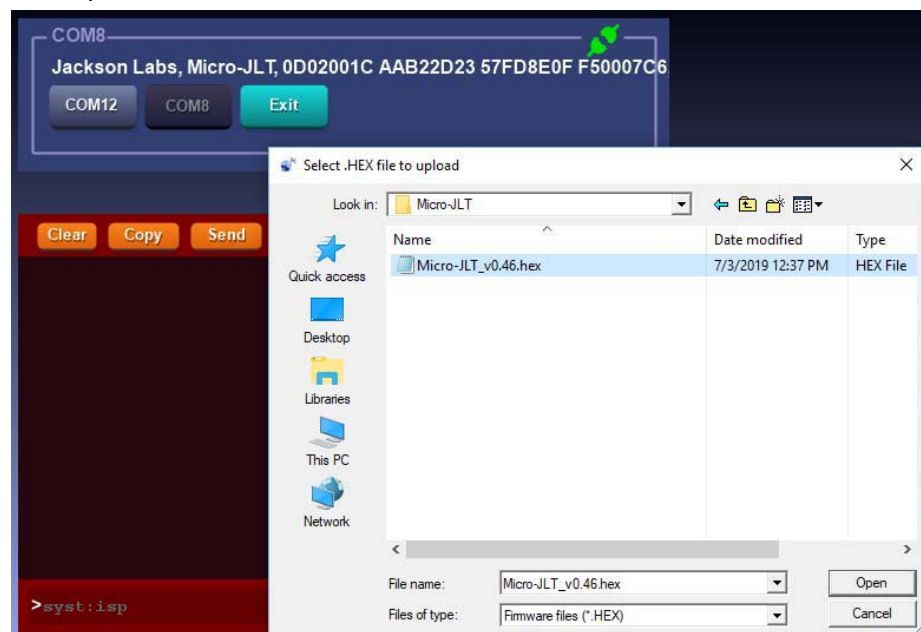 COM8
Jackson Labs, Micro-JLT, 0D02001C AAB22D23 57FD8E0F F50007C6
COM12 COM8 Exit
Select .HEX file to upload
Look in: Micro-JLT
Clear Copy Send
Name Date modified Type
Micro-JLT_v0.46.hex 7/3/2019 12:37 PM HEX File
Quick access
Desktop
Libraries
This PC
Network
File name: Micro-JLT_v0.46.hex Open
>syst:isp
Files of type: Firmware files (*.HEX) Cancel